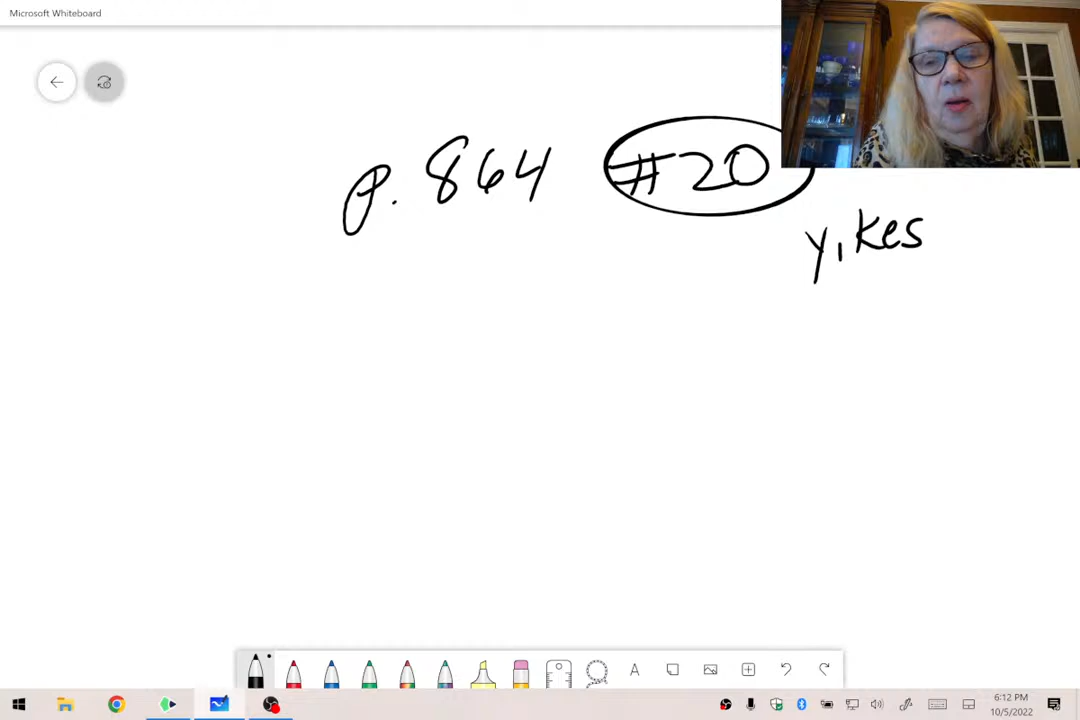 Microsoft Whiteboard
p. 864 #20
yikes
A
6:12 PM
10/5/2022